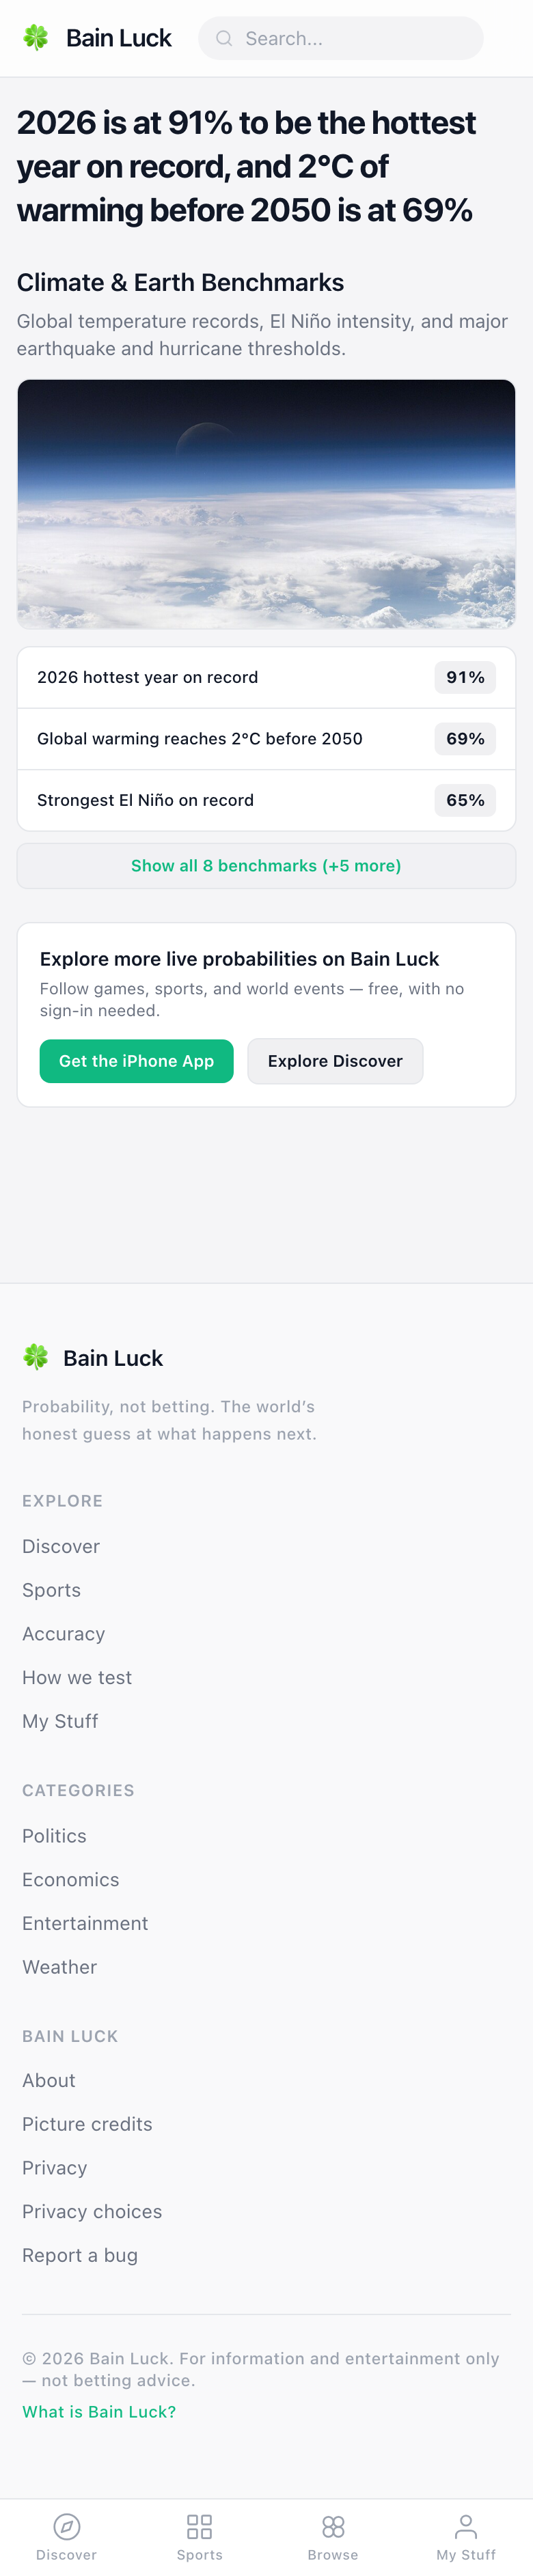 Bain Luck
Search...
2026 is at 91% to be the hottest
year on record, and 2°C of
warming before 2050 is at 69%
Climate & Earth Benchmarks
Global temperature records, El Niño intensity, and major
earthquake and hurricane thresholds.
2026 hottest year on record 91%
Global warming reaches 2°C before 2050 69%
Strongest El Niño on record 65%
Show all 8 benchmarks (+5 more)
Explore more live probabilities on Bain Luck
Follow games, sports, and world events — free, with no
sign-in needed.
Get the iPhone App
Explore Discover
Bain Luck
Probability, not betting. The world's
honest guess at what happens next.
EXPLORE
Discover
Sports
Accuracy
How we test
My Stuff
CATEGORIES
Politics
Economics
Entertainment
Weather
BAIN LUCK
About
Picture credits
Privacy
Privacy choices
Report a bug
© 2026 Bain Luck. For information and entertainment only
— not betting advice.
What is Bain Luck?
Discover
Sports
Browse
My Stuff